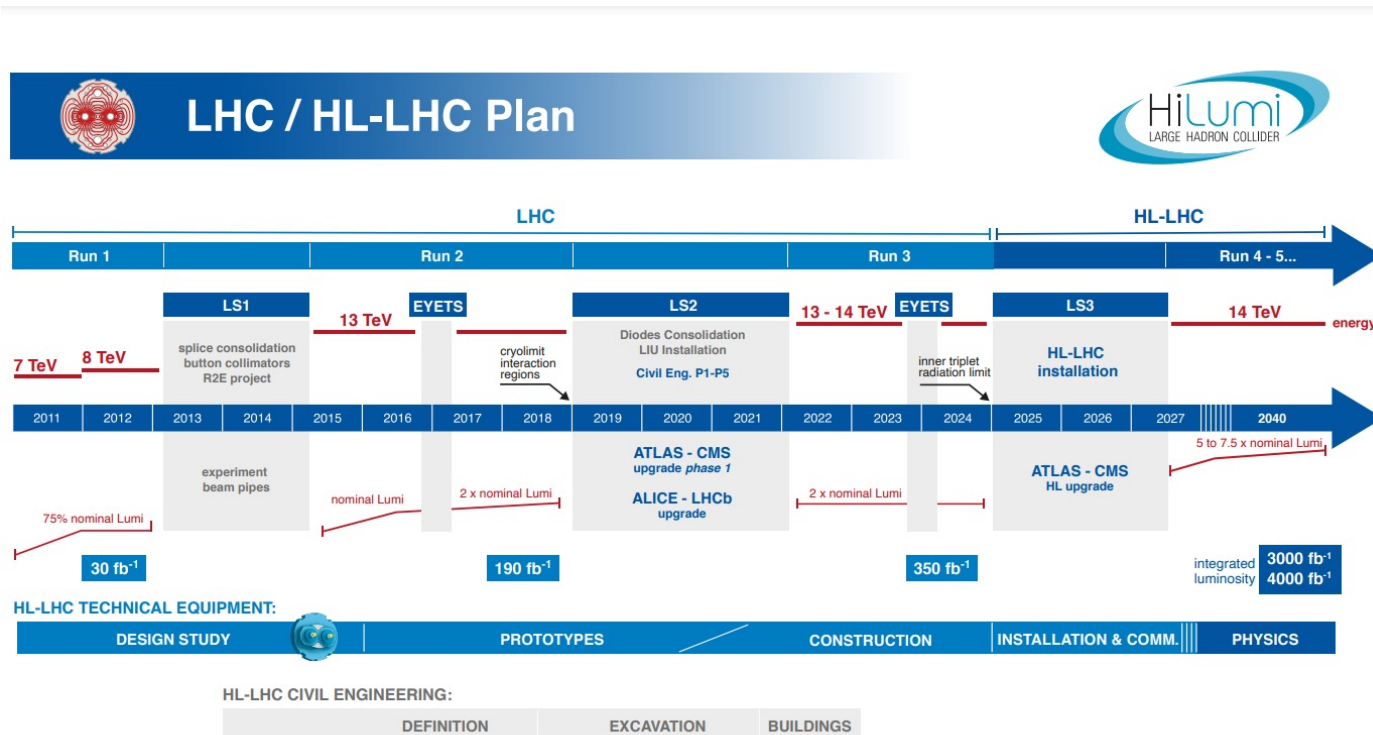 LHC / HL-LHC Plan
HiLumi
LARGE HADRON COLLIDER
LHC
HL-LHC
Run 1
Run 2
Run 3
Run 4 - 5...
LS1
EYETS
LS2
EYETS
LS3
13 TeV
13 - 14 TeV
14 TeV
energy
7 TeV
8 TeV
splice consolidation
button collimators
R2E project
cryolimit
interaction
regions
Diodes Consolidation
LIU Installation
Civil Eng. P1-P5
inner triplet
radiation limit
HL-LHC
installation
2011
2012
2013
2014
2015
2016
2017
2018
2019
2020
2021
2022
2023
2024
2025
2026
2027
2040
experiment
beam pipes
75% nominal Lumi
nominal Lumi
2 x nominal Lumi
ATLAS - CMS
upgrade phase 1
ALICE - LHCb
upgrade
2 x nominal Lumi
ATLAS - CMS
HL upgrade
5 to 7.5 x nominal Lumi
30 fb-1
190 fb-1
350 fb-1
integrated
luminosity
3000 fb-1
4000 fb-1
HL-LHC TECHNICAL EQUIPMENT:
DESIGN STUDY
PROTOTYPES
CONSTRUCTION
INSTALLATION & COMM.
PHYSICS
HL-LHC CIVIL ENGINEERING:
DEFINITION
EXCAVATION
BUILDINGS